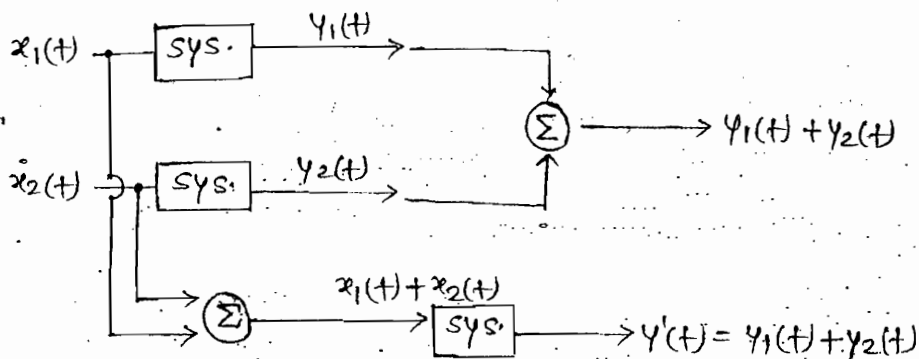 x₁(t) sys. y₁(t)
Σ y₁(t) + y₂(t)
x₂(t) sys. y₂(t)
Σ x₁(t) + x₂(t) sys. y'(t) = y₁(t) + y₂(t)